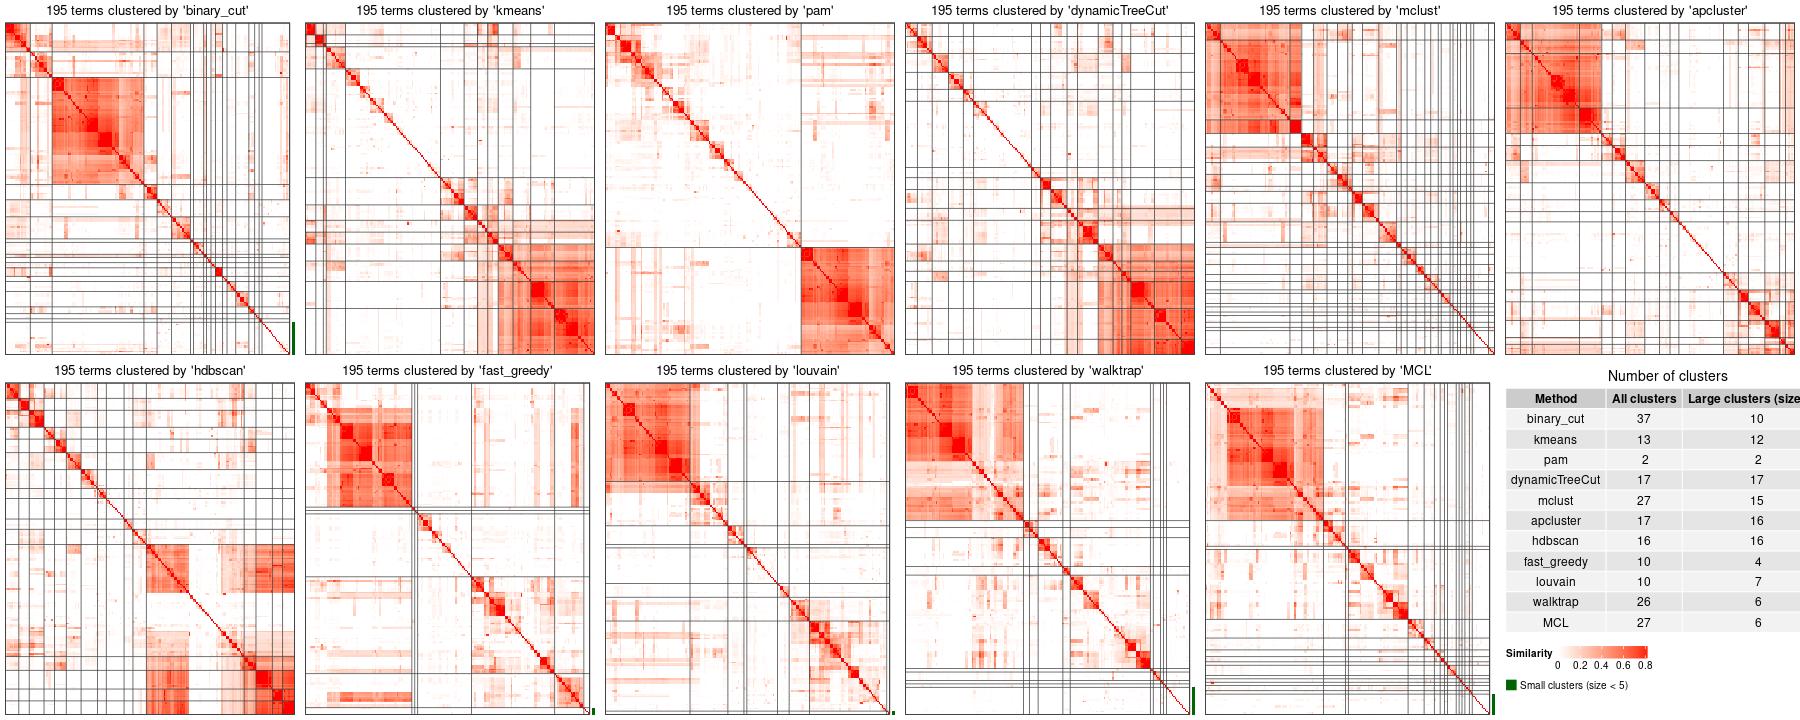 195 terms clustered by 'binary_cut'
195 terms clustered by 'kmeans'
195 terms clustered by 'pam'
195 terms clustered by 'dynamicTreeCut'
195 terms clustered by 'mclust'
195 terms clustered by 'apcluster'
195 terms clustered by 'hdbscan'
195 terms clustered by 'fast_greedy'
195 terms clustered by 'louvain'
195 terms clustered by 'walktrap'
195 terms clustered by 'MCL'
Number of clusters
Method All clusters Large clusters (size
binary_cut 37 10
kmeans 13 12
pam 2 2
dynamicTreeCut 17 17
mclust 27 15
apcluster 17 16
hdbscan 16 16
fast_greedy 10 4
louvain 10 7
walktrap 26 6
MCL 27 6
Similarity
0 0.2 0.4 0.6 0.8
Small clusters (size < 5)